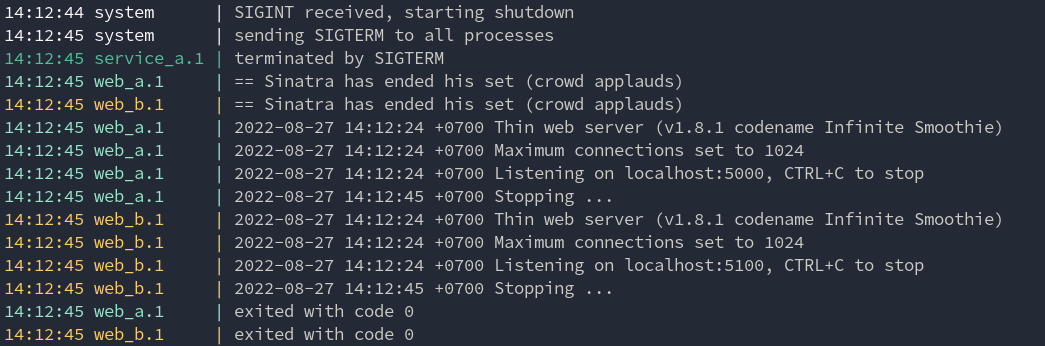 14:12:44 system     | SIGINT received, starting shutdown
14:12:45 system     | sending SIGTERM to all processes
14:12:45 service_a.1 | terminated by SIGTERM
14:12:45 web_a.1     | == Sinatra has ended his set (crowd applauds)
14:12:45 web_b.1     | == Sinatra has ended his set (crowd applauds)
14:12:45 web_a.1     | 2022-08-27 14:12:24 +0700 Thin web server (v1.8.1 codename Infinite Smoothie)
14:12:45 web_a.1     | 2022-08-27 14:12:24 +0700 Maximum connections set to 1024
14:12:45 web_a.1     | 2022-08-27 14:12:24 +0700 Listening on localhost:5000, CTRL+C to stop
14:12:45 web_a.1     | 2022-08-27 14:12:45 +0700 Stopping ...
14:12:45 web_b.1     | 2022-08-27 14:12:24 +0700 Thin web server (v1.8.1 codename Infinite Smoothie)
14:12:45 web_b.1     | 2022-08-27 14:12:24 +0700 Maximum connections set to 1024
14:12:45 web_b.1     | 2022-08-27 14:12:24 +0700 Listening on localhost:5100, CTRL+C to stop
14:12:45 web_b.1     | 2022-08-27 14:12:45 +0700 Stopping ...
14:12:45 web_a.1     | exited with code 0
14:12:45 web_b.1     | exited with code 0